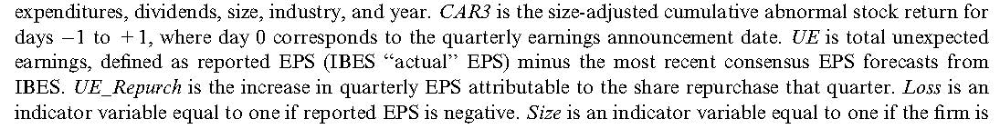 expenditures, dividends, size, industry, and year. CAR3 is the size-adjusted cumulative abnormal stock return for
days −1 to +1, where day 0 corresponds to the quarterly earnings announcement date. UE is total unexpected
earnings, defined as reported EPS (IBES “actual” EPS) minus the most recent consensus EPS forecasts from
IBES. UE_Repurch is the increase in quarterly EPS attributable to the share repurchase that quarter. Loss is an
indicator variable equal to one if reported EPS is negative. Size is an indicator variable equal to one if the firm is